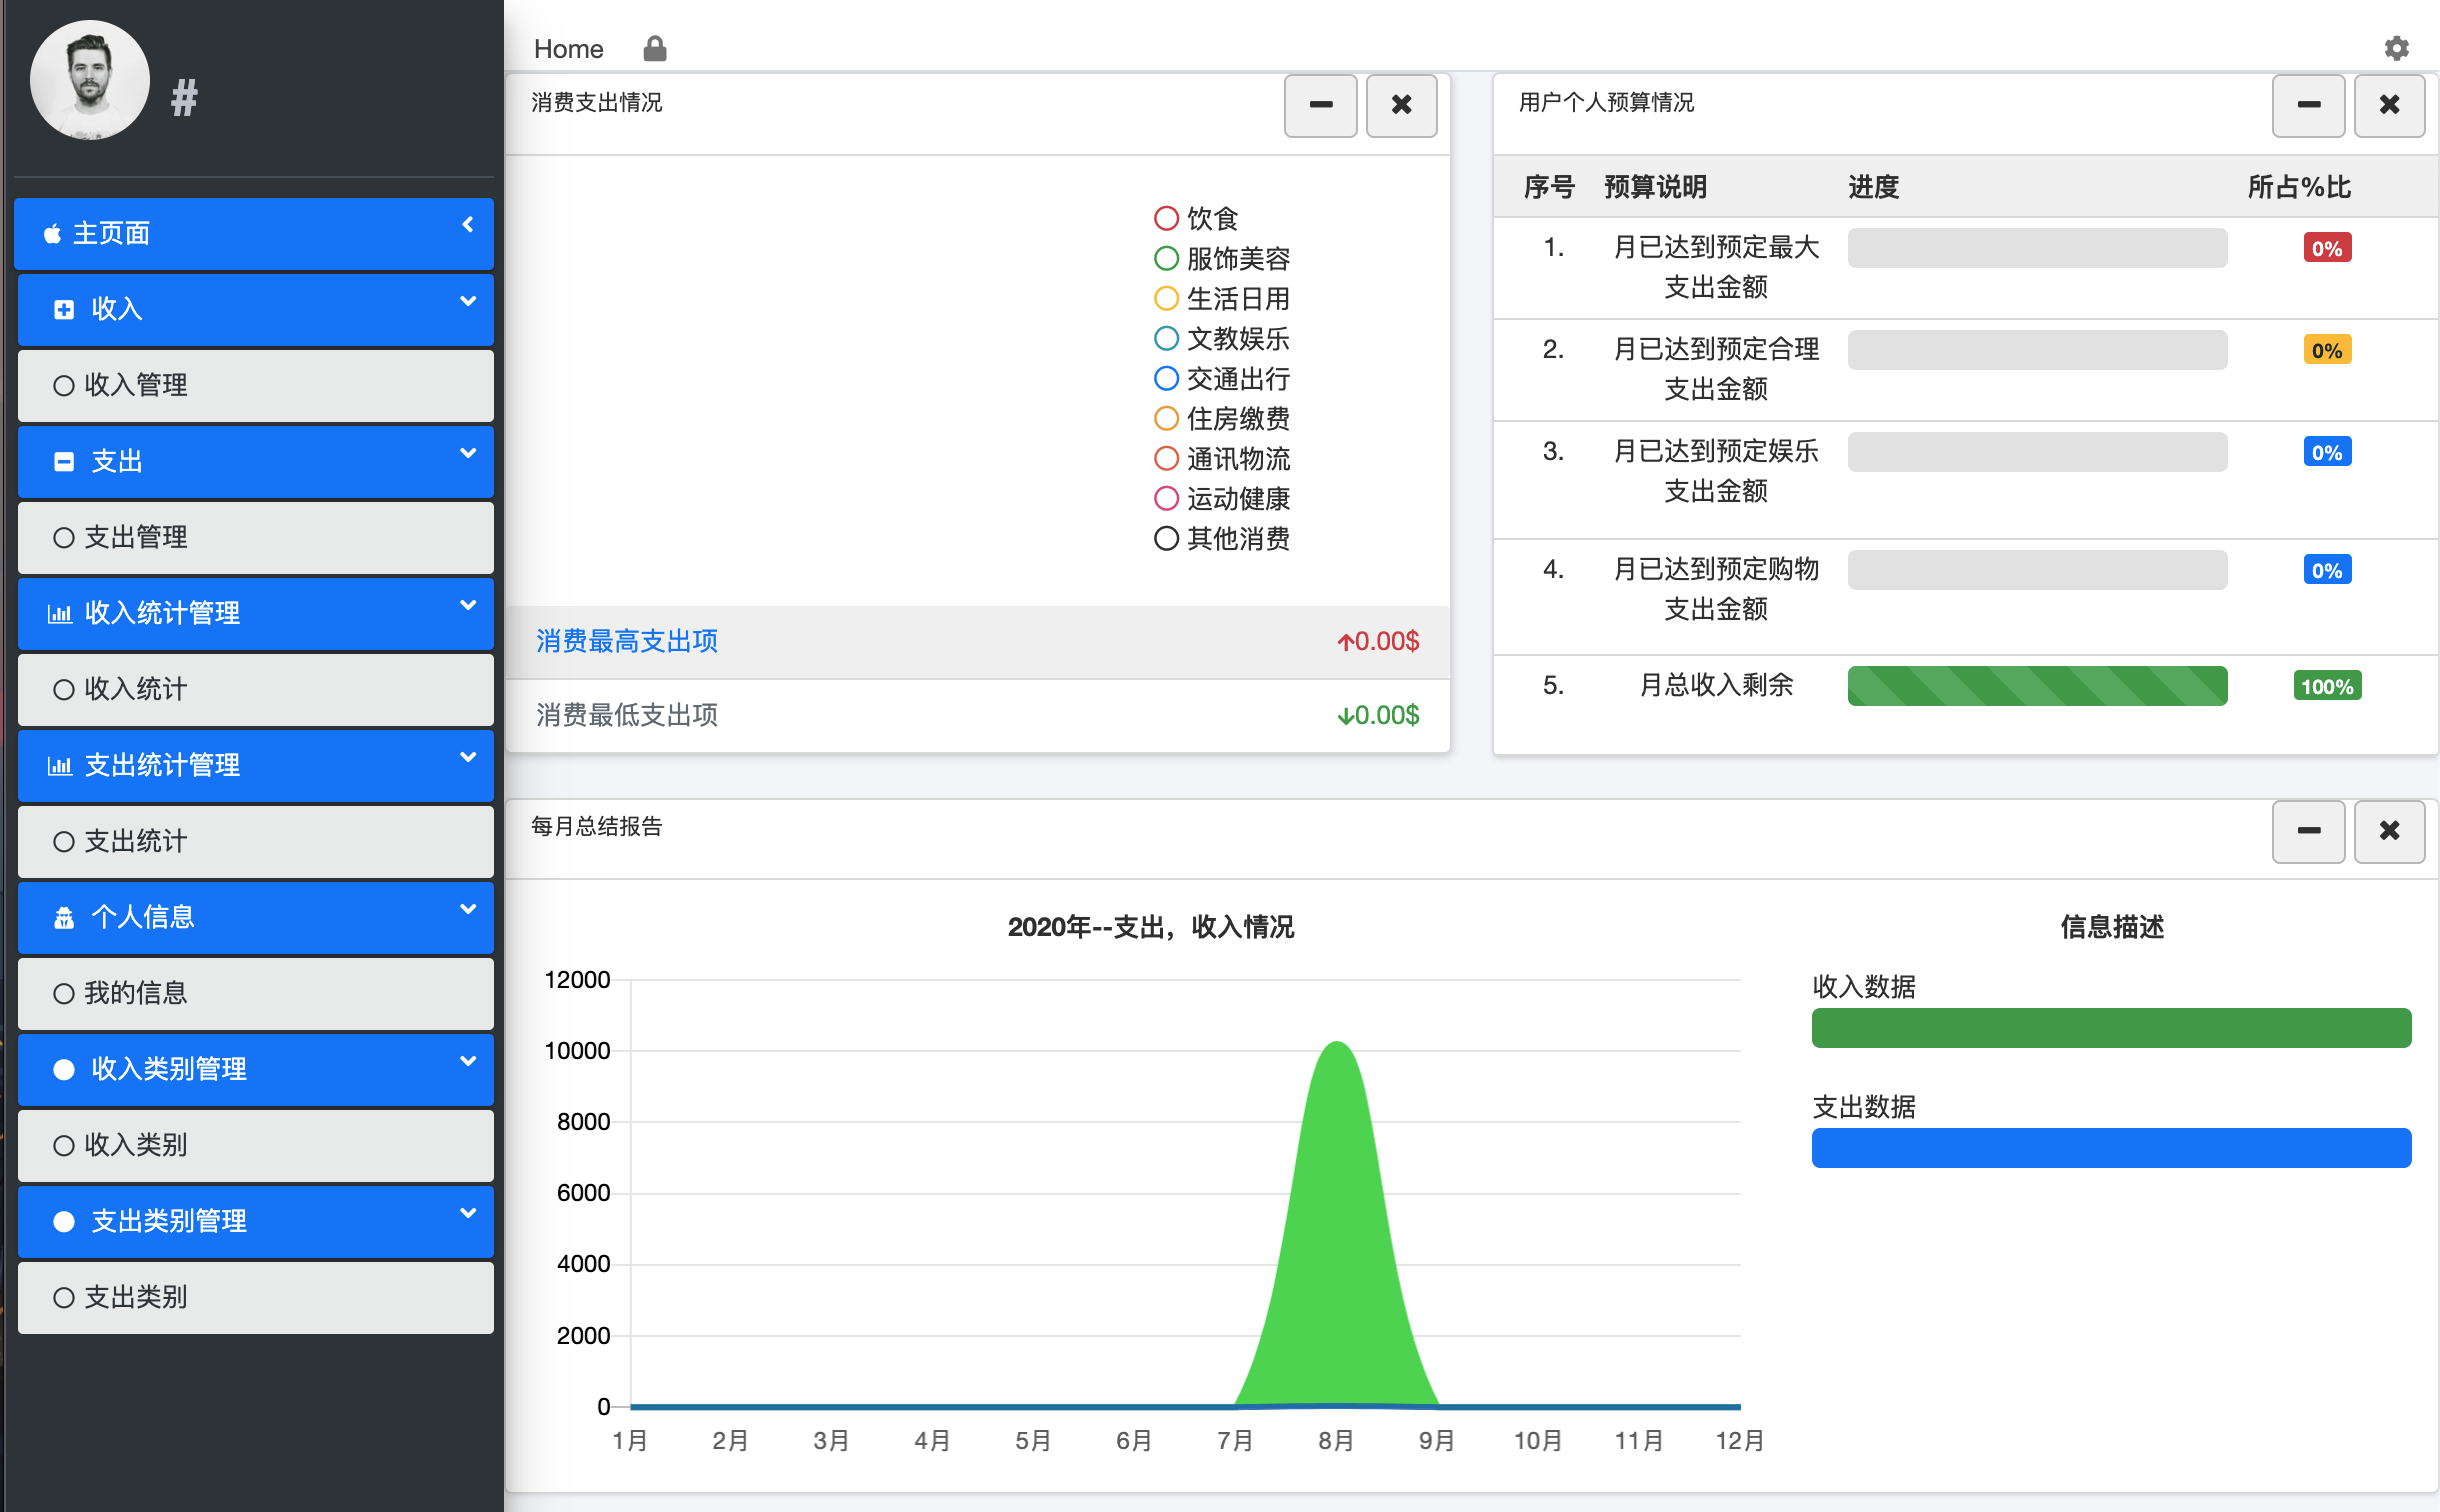 #
主页面
收入
收入管理
支出
支出管理
收入统计管理
收入统计
支出统计管理
支出统计
个人信息
我的信息
收入类别管理
收入类别
支出类别管理
支出类别
Home
消费支出情况
饮食
服饰美容
生活日用
文教娱乐
交通出行
住房缴费
通讯物流
运动健康
其他消费
消费最高支出项 ↑0.00$
消费最低支出项 ↓0.00$
用户个人预算情况
序号 预算说明 进度 所占%比
1. 月已达到预定最大 0%
支出金额
2. 月已达到预定合理 0%
支出金额
3. 月已达到预定娱乐 0%
支出金额
4. 月已达到预定购物 0%
支出金额
5. 月总收入剩余 100%
每月总结报告
2020年--支出，收入情况
12000
10000
8000
6000
4000
2000
0
1月 2月 3月 4月 5月 6月 7月 8月 9月 10月 11月 12月
信息描述
收入数据
支出数据